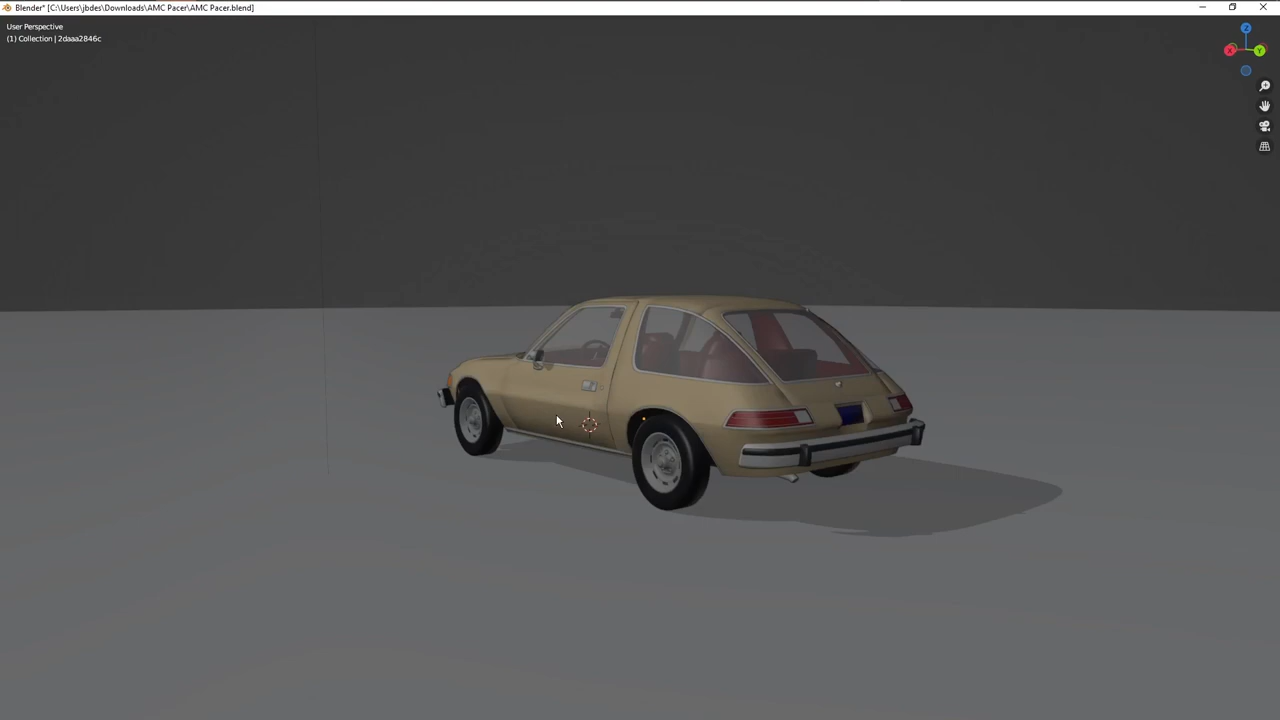 Blender* [C:\Users\jbdes\Downloads\AMC Pacer\AMC Pacer.blend]
User Perspective
(1) Collection | 2daaa2846c
Z
X
Y